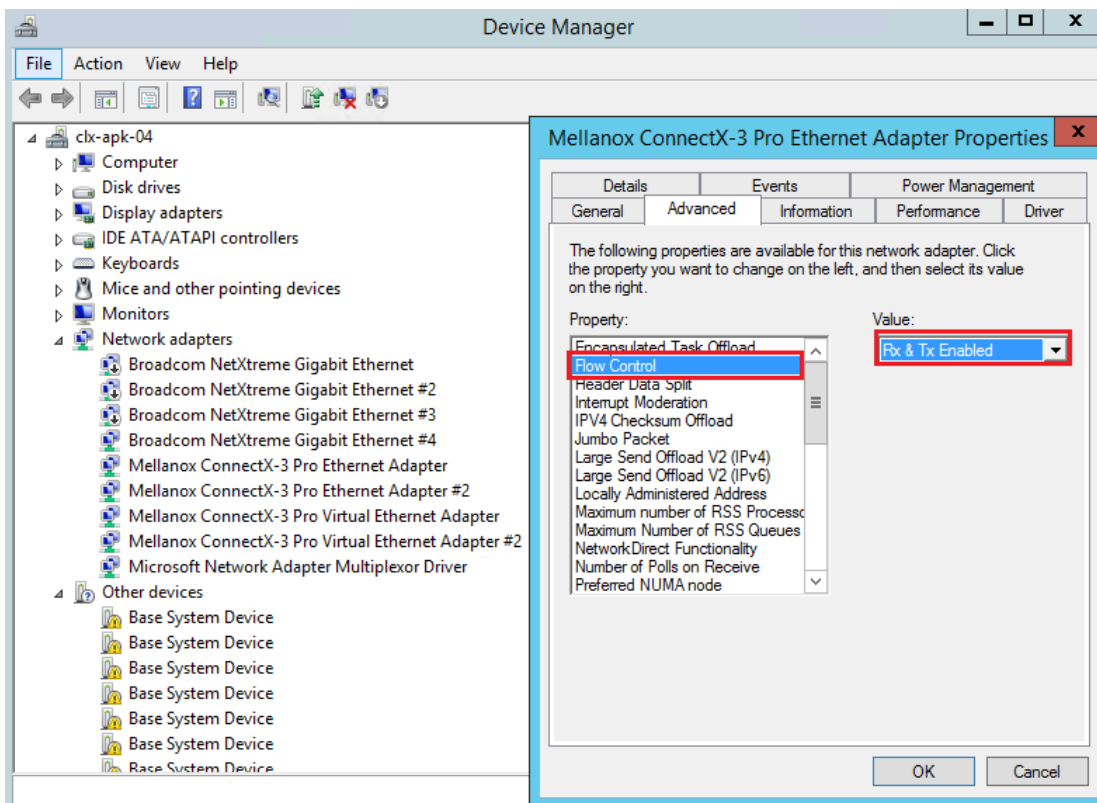 Device Manager
File Action View Help
clx-apk-04
Computer
Disk drives
Display adapters
IDE ATA/ATAPI controllers
Keyboards
Mice and other pointing devices
Monitors
Network adapters
Broadcom NetXtreme Gigabit Ethernet
Broadcom NetXtreme Gigabit Ethernet #2
Broadcom NetXtreme Gigabit Ethernet #3
Broadcom NetXtreme Gigabit Ethernet #4
Mellanox ConnectX-3 Pro Ethernet Adapter
Mellanox ConnectX-3 Pro Ethernet Adapter #2
Mellanox ConnectX-3 Pro Virtual Ethernet Adapter
Mellanox ConnectX-3 Pro Virtual Ethernet Adapter #2
Microsoft Network Adapter Multiplexor Driver
Other devices
Base System Device
Base System Device
Base System Device
Base System Device
Base System Device
Base System Device
Base System Device
Mellanox ConnectX-3 Pro Ethernet Adapter Properties
Details Events Power Management
General Advanced Information Performance Driver
The following properties are available for this network adapter. Click
the property you want to change on the left, and then select its value
on the right.
Property: Value:
Encapsulated Task Offload
Flow Control Rx & Tx Enabled
Header Data Split
Interrupt Moderation
IPV4 Checksum Offload
Jumbo Packet
Large Send Offload V2 (IPv4)
Large Send Offload V2 (IPv6)
Locally Administered Address
Maximum number of RSS Processo
Maximum Number of RSS Queues
NetworkDirect Functionality
Number of Polls on Receive
Preferred NUMA node
OK Cancel